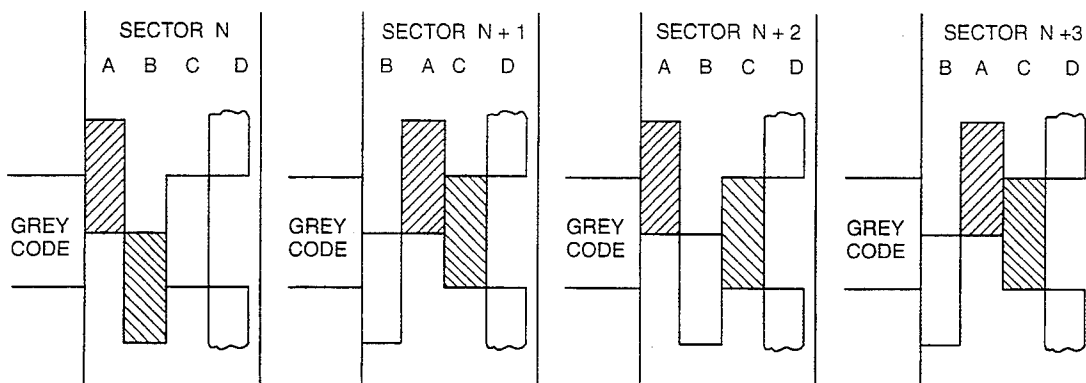 SECTOR N
A B C D
GREY
CODE
SECTOR N + 1
B A C D
GREY
CODE
SECTOR N + 2
A B C D
GREY
CODE
SECTOR N +3
B A C D
GREY
CODE